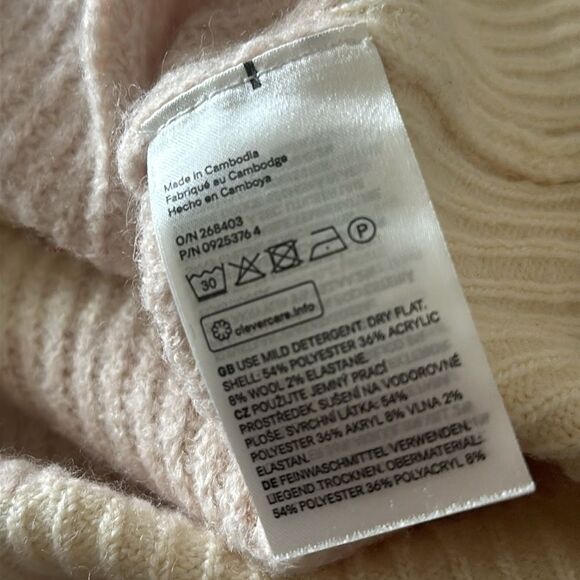 Made in Cambodia
Fabriqué au Cambodge
Hecho en Camboya
O/N 268403
P/N 0925376 4
30
P
clevercare.info
GB USE MILD DETERGENT. DRY FLAT.
SHELL: 54% POLYESTER 36% ACRYLIC
8% WOOL 2% ELASTANE.
CZ POUŽIJTE JEMNÝ PRACÍ
PROSTŘEDEK. SUŠENÍ NA VODOROVNÉ
PLOŠE. SVRCHNÍ LÁTKA: 54%
POLYESTER 36% AKRYL 8% VLNA 2%
ELASTAN.
DE FEINWASCHMITTEL VERWENDEN.
LIEGEND TROCKNEN. OBERMATERIAL:
54% POLYESTER 36% POLYACRYL 8%